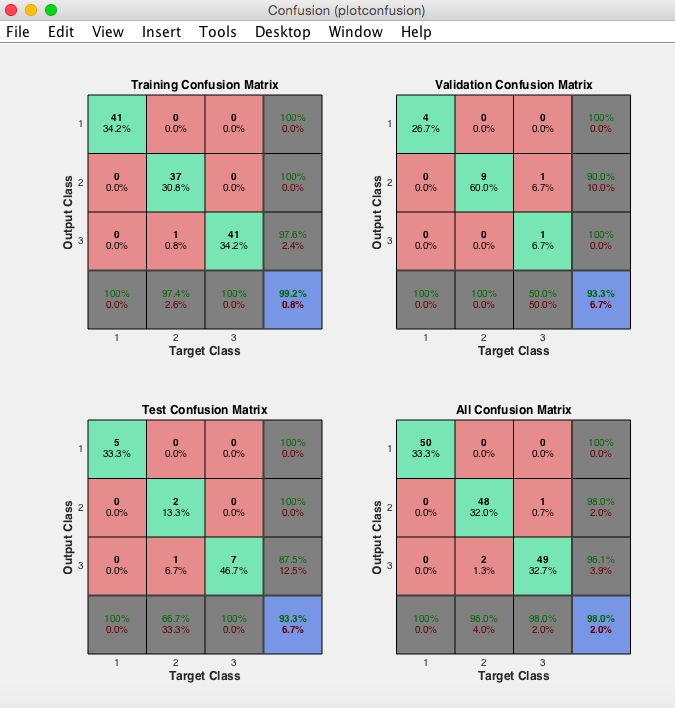 Confusion (plotconfusion)
File Edit View Insert Tools Desktop Window Help
Training Confusion Matrix
Output Class
1 41 0 0 100%
34.2% 0.0% 0.0% 0.0%
2 0 37 0 100%
0.0% 30.8% 0.0% 0.0%
3 0 1 41 97.6%
0.0% 0.8% 34.2% 2.4%
100% 97.4% 100% 99.2%
0.0% 2.6% 0.0% 0.8%
1 2 3
Target Class
Validation Confusion Matrix
Output Class
1 4 0 0 100%
26.7% 0.0% 0.0% 0.0%
2 0 9 1 90.0%
0.0% 60.0% 6.7% 10.0%
3 0 0 1 100%
0.0% 0.0% 6.7% 0.0%
100% 100% 50.0% 93.3%
0.0% 0.0% 50.0% 6.7%
1 2 3
Target Class
Test Confusion Matrix
Output Class
1 5 0 0 100%
33.3% 0.0% 0.0% 0.0%
2 0 2 0 100%
0.0% 13.3% 0.0% 0.0%
3 0 1 7 87.5%
0.0% 6.7% 46.7% 12.5%
100% 66.7% 100% 93.3%
0.0% 33.3% 0.0% 6.7%
1 2 3
Target Class
All Confusion Matrix
Output Class
1 50 0 0 100%
33.3% 0.0% 0.0% 0.0%
2 0 48 1 98.0%
0.0% 32.0% 0.7% 2.0%
3 0 2 49 96.1%
0.0% 1.3% 32.7% 3.9%
100% 96.0% 98.0% 98.0%
0.0% 4.0% 2.0% 2.0%
1 2 3
Target Class